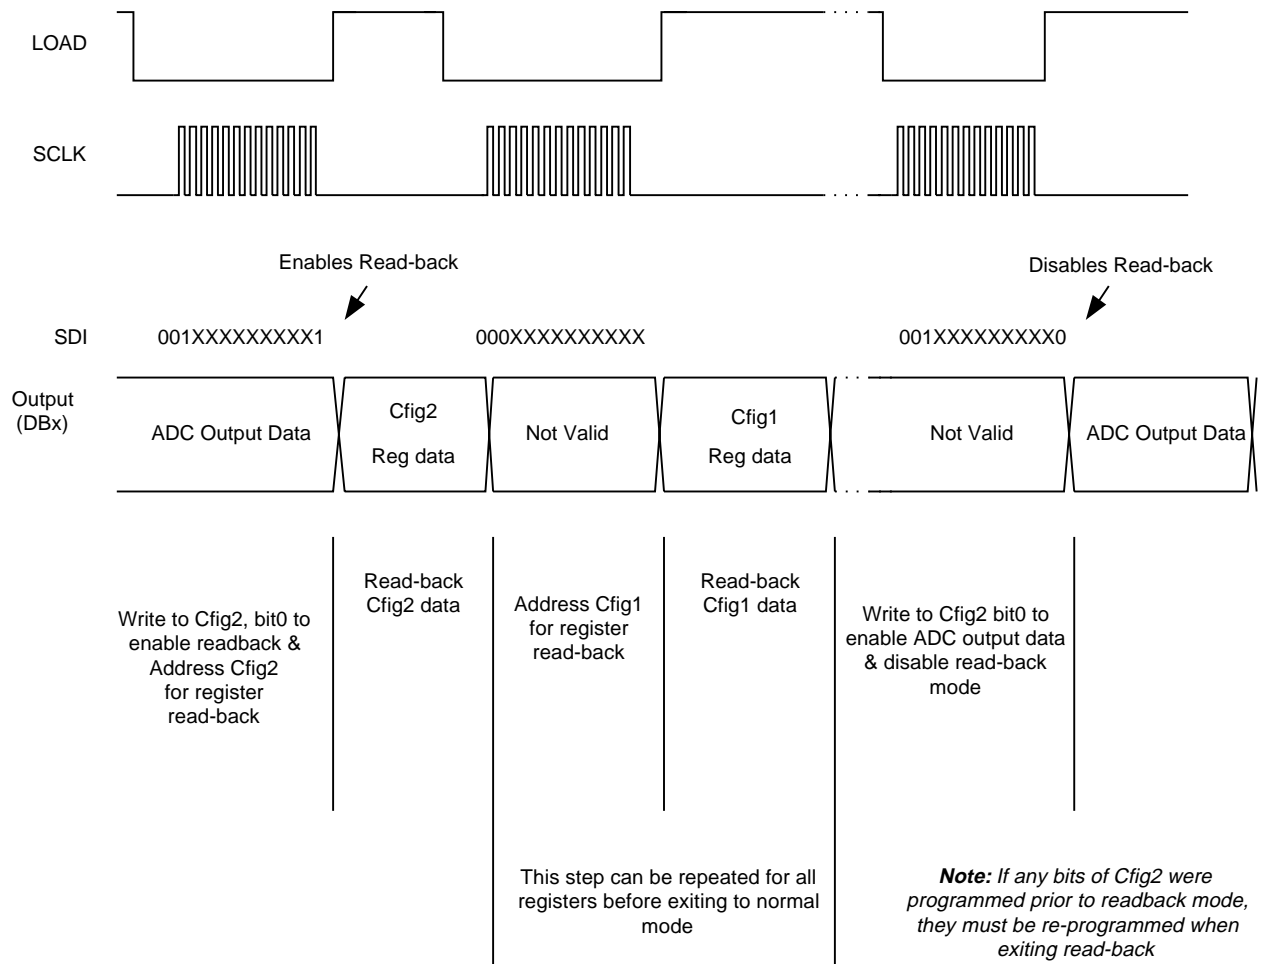 LOAD
SCLK
Enables Read-back
Disables Read-back
SDI
001XXXXXXXXX1
000XXXXXXXXXX
001XXXXXXXXX0
Output
(DBx)
ADC Output Data
Cfig2
Reg data
Not Valid
Cfig1
Reg data
Not Valid
ADC Output Data
Write to Cfig2, bit0 to
enable readback &
Address Cfig2
for register
read-back
Read-back
Cfig2 data
Address Cfig1
for register
read-back
Read-back
Cfig1 data
Write to Cfig2 bit0 to
enable ADC output data
& disable read-back
mode
This step can be repeated for all
registers before exiting to normal
mode
Note: If any bits of Cfig2 were
programmed prior to readback mode,
they must be re-programmed when
exiting read-back